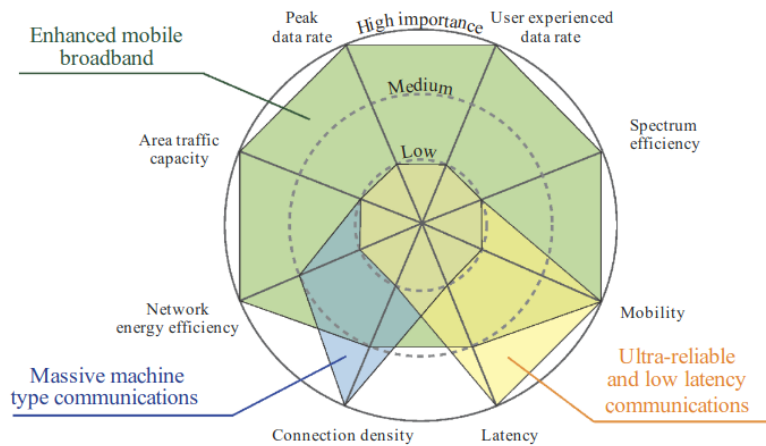 Peak
data rate
High importance
User experienced
data rate
Enhanced mobile
broadband
Medium
Area traffic
capacity
Low
Spectrum
efficiency
Network
energy efficiency
Mobility
Massive machine
type communications
Ultra-reliable
and low latency
communications
Connection density
Latency